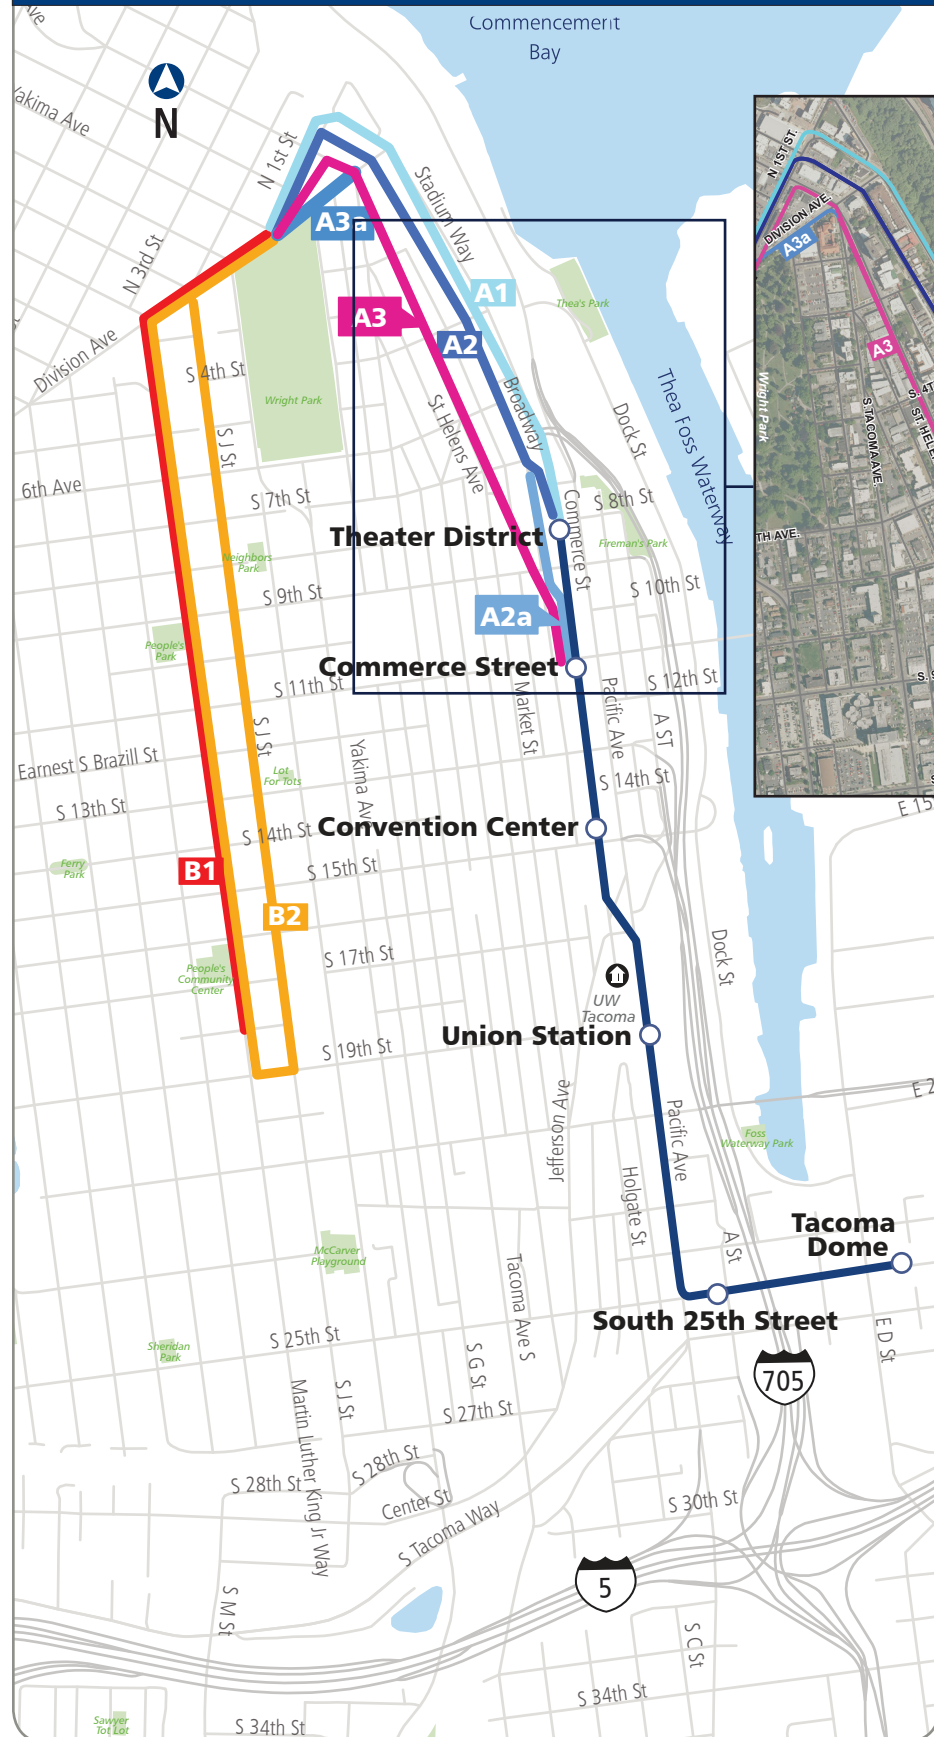 Commencement
Bay
Ave
Yakima Ave
N
N 1st St
N 1ST ST.
Stadium Way
A3a
DIVISION AVE.
A3a
N 3rd St
A1
Thea's Park
A3
A2
A3
Division Ave
S 4th St
Wright Park
Broadway
St Helens Ave
Dock St
Thea Foss Waterway
Wright Park
S. 4T
S. TACOMA AVE.
ST. HELE
S J St
6th Ave
S 7th St
Commerce St
S 8th St
Theater District
Fireman's Park
TH AVE.
Neighbors
Park
S 9th St
S 10th St
A2a
People's
Park
Commerce Street
S 11th St
S 12th St
S. 9
Market St
Pacific Ave
A ST
S J St
Yakima Ave
Earnest S Brazill St
Lot
For Tots
S 14th St
S 13th St
E 15
S 14th St
Convention Center
Ferry
Park
B1
S 15th St
B2
S 17th St
Dock St
People's
Community
Center
UW
Tacoma
Union Station
S 19th St
Jefferson Ave
Pacific Ave
E 2
Foss
Waterway Park
Holgate St
A St
Tacoma
Dome
McCarver
Playground
Tacoma Ave S
South 25th Street
S 25th St
Sheridan
Park
E D St
S G St
705
Martin Luther King Jr Way
S J St
S 27th St
S 28th St
S 28th St
Center St
S 30th St
S Tacoma Way
5
S M St
S C St
S 34th St
Sawyer
Tot Lot
S 34th St